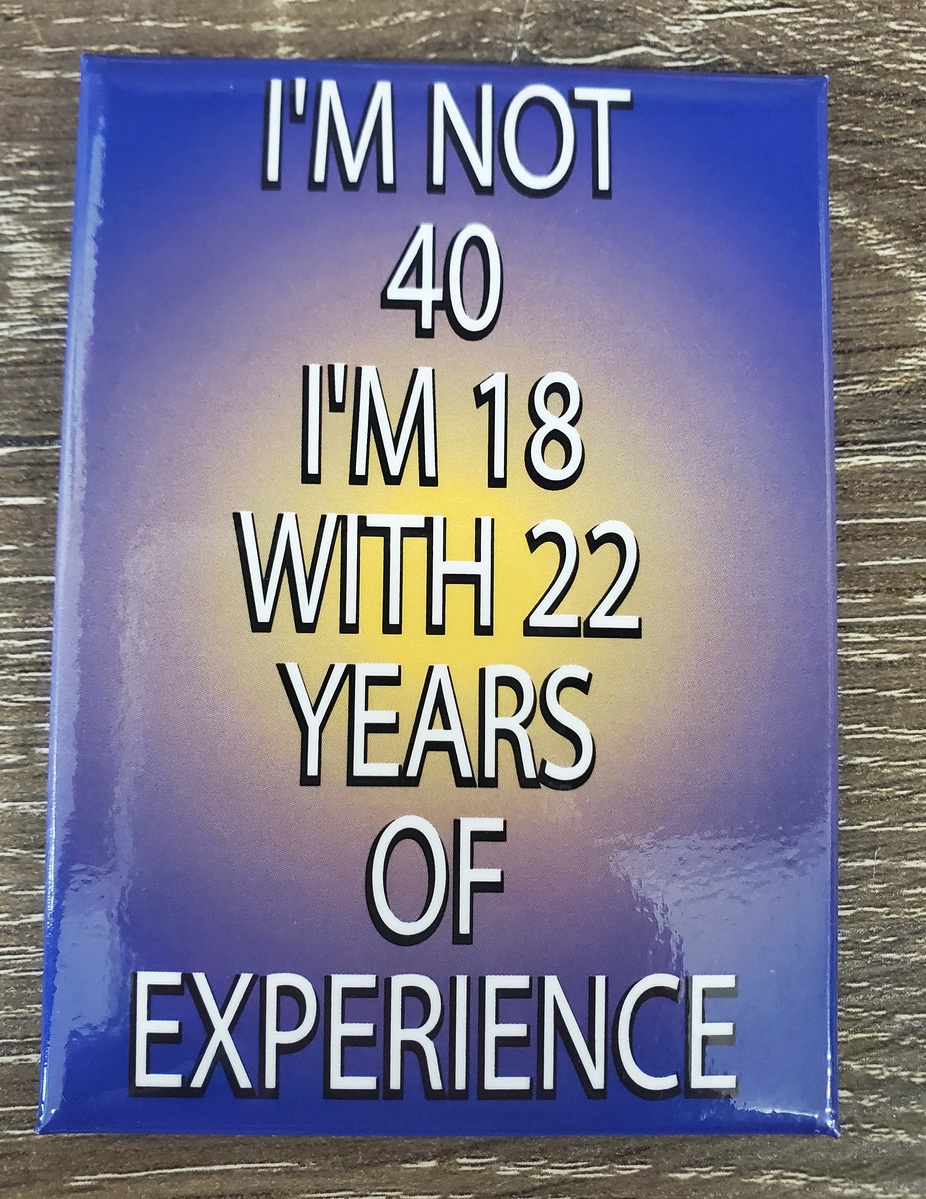 I'M NOT
40
I'M 18
WITH 22
YEARS
OF
EXPERIENCE